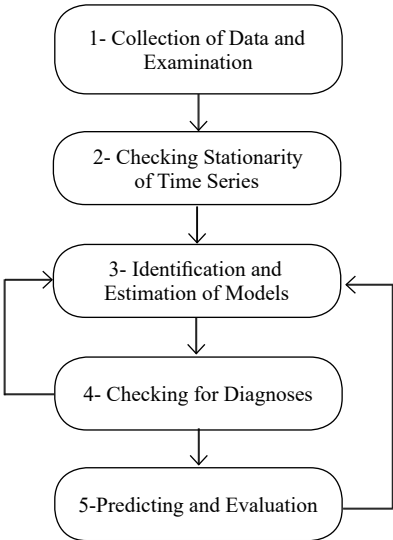 1- Collection of Data and
Examination
2- Checking Stationarity
of Time Series
3- Identification and
Estimation of Models
4- Checking for Diagnoses
5-Predicting and Evaluation